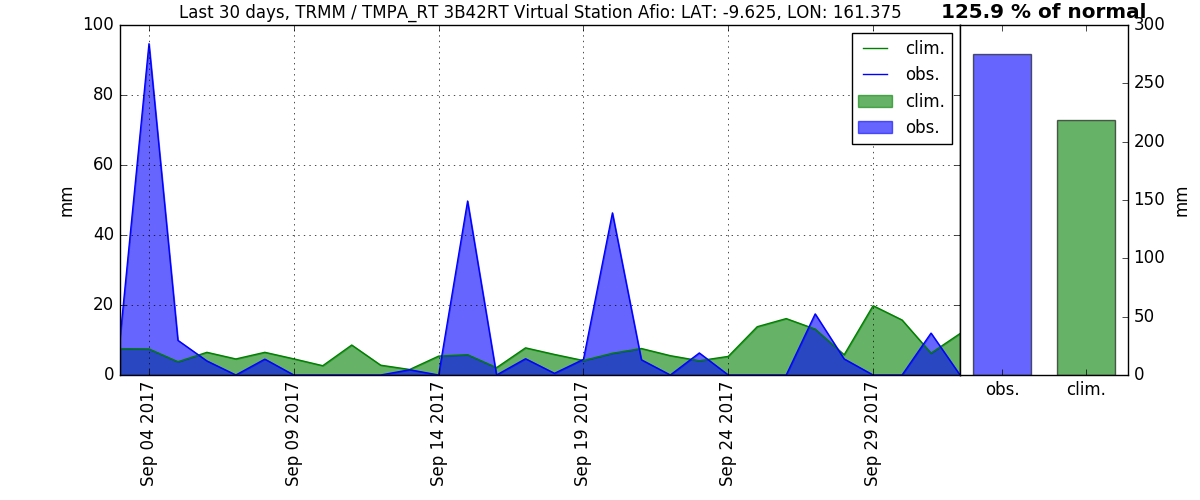 Last 30 days, TRMM / TMPA_RT 3B42RT Virtual Station Afio: LAT: -9.625, LON: 161.375
125.9 % of normal
100
80
60
40
20
0
mm
clim.
obs.
clim.
obs.
Sep 04 2017
Sep 09 2017
Sep 14 2017
Sep 19 2017
Sep 24 2017
Sep 29 2017
300
250
200
150
100
50
0
mm
obs.
clim.